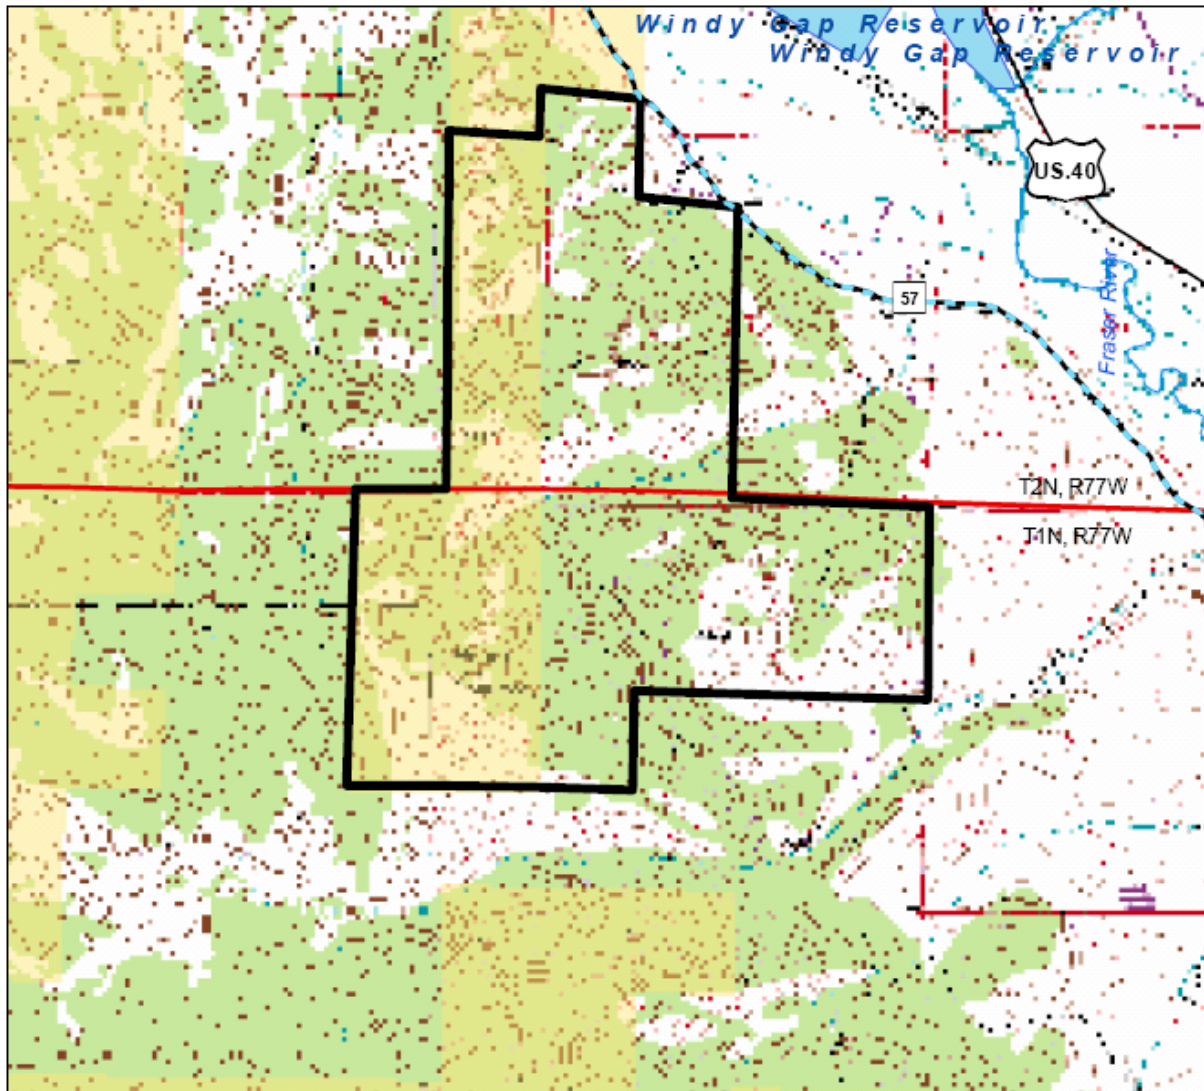 Windy Gap Reservoir
Windy Gap Reservoir
US.40
57
Fraser River
T2N, R77W
T1N, R77W